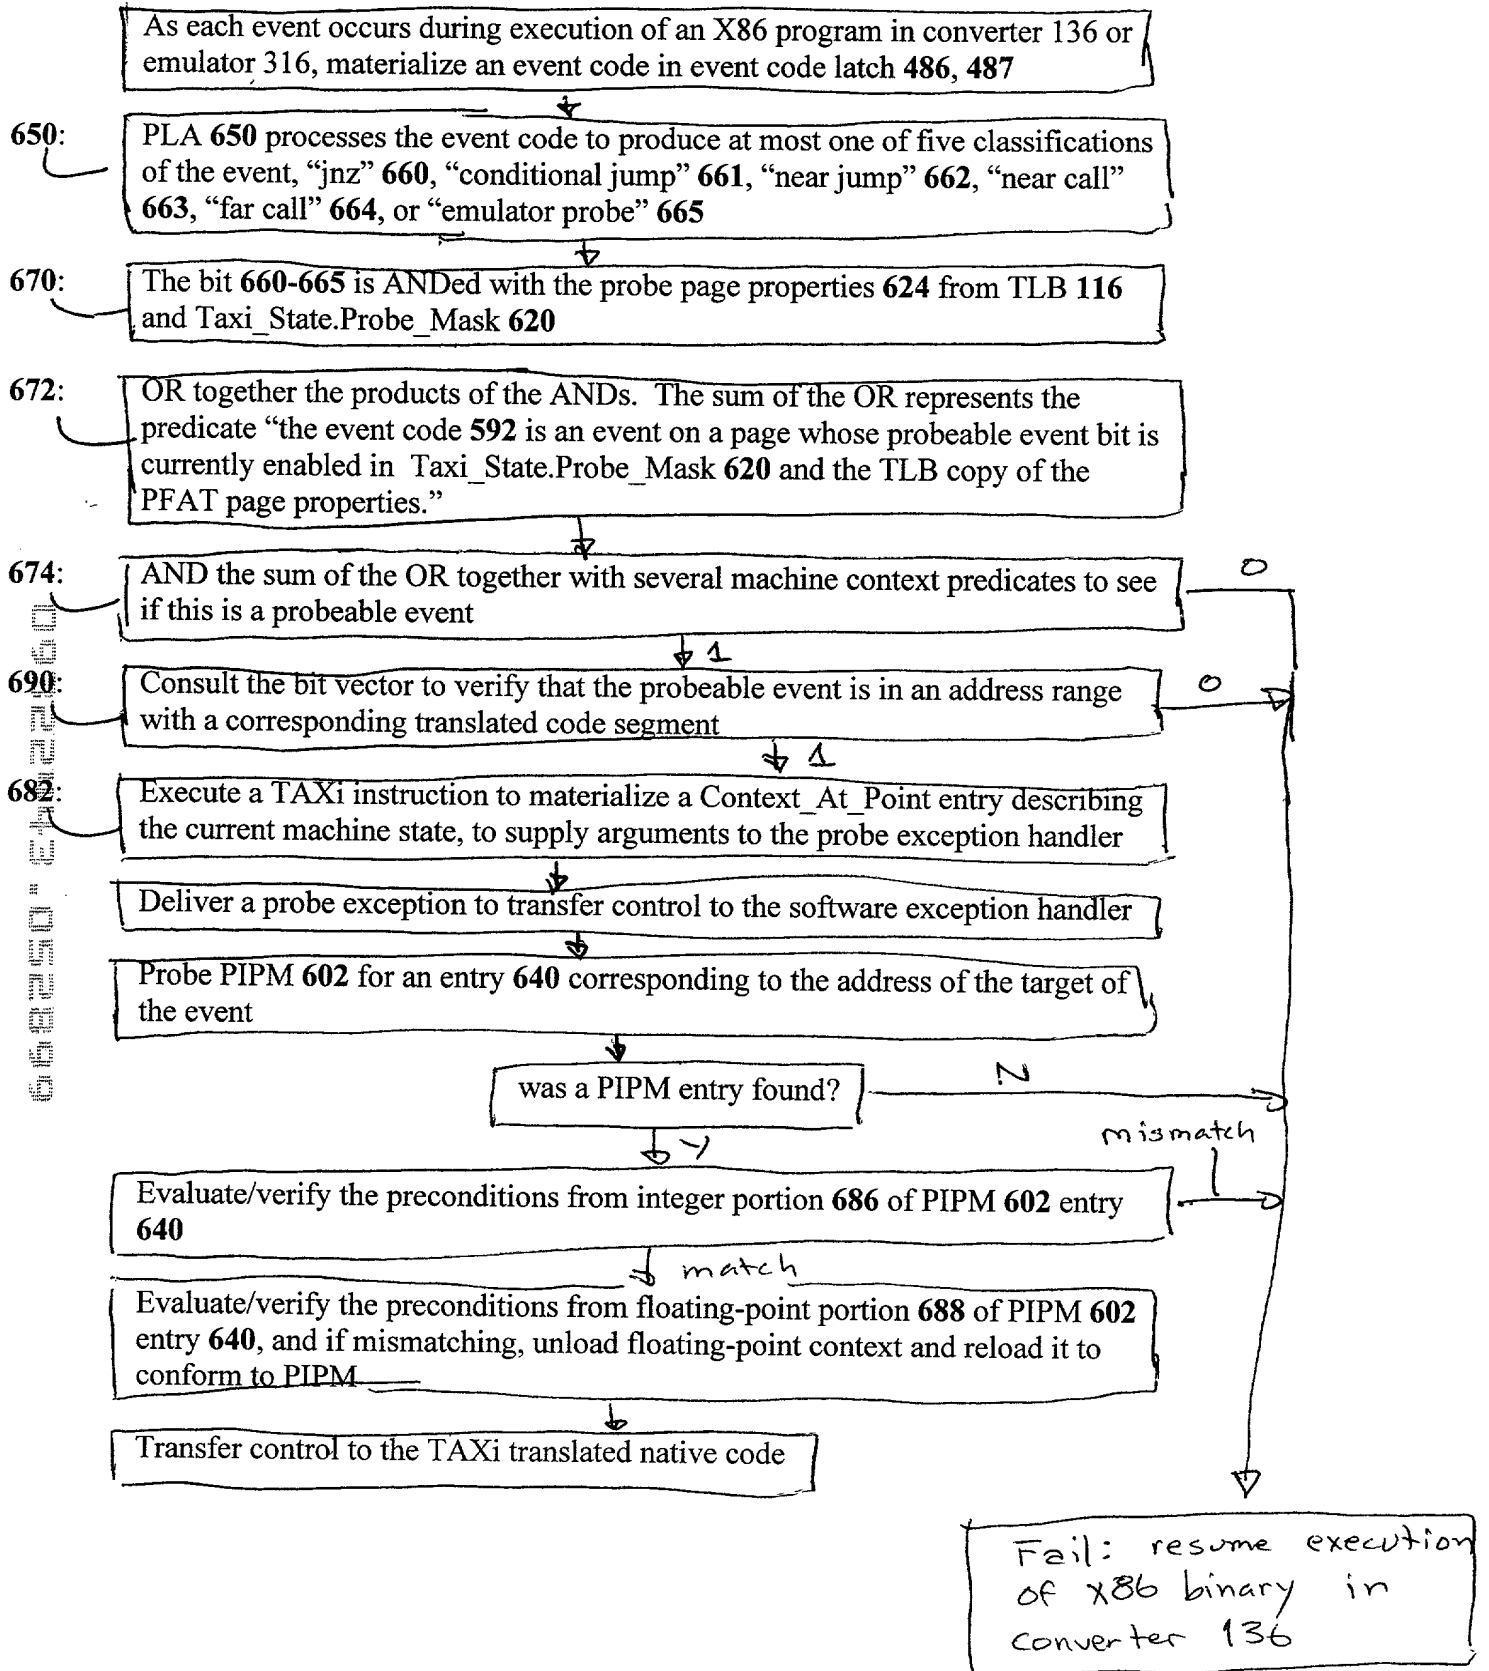 As each event occurs during execution of an X86 program in converter 136 or
emulator 316, materialize an event code in event code latch 486, 487
650:
PLA 650 processes the event code to produce at most one of five classifications
of the event, “jnz” 660, “conditional jump” 661, “near jump” 662, “near call”
663, “far call” 664, or “emulator probe” 665
670:
The bit 660-665 is ANDed with the probe page properties 624 from TLB 116
and Taxi_State.Probe_Mask 620
672:
OR together the products of the ANDs. The sum of the OR represents the
predicate “the event code 592 is an event on a page whose probeable event bit is
currently enabled in Taxi_State.Probe_Mask 620 and the TLB copy of the
PFAT page properties.”
674:
AND the sum of the OR together with several machine context predicates to see
if this is a probeable event
0
1
690:
Consult the bit vector to verify that the probeable event is in an address range
with a corresponding translated code segment
0
1
682:
Execute a TAXi instruction to materialize a Context_At_Point entry describing
the current machine state, to supply arguments to the probe exception handler
Deliver a probe exception to transfer control to the software exception handler
Probe PIPM 602 for an entry 640 corresponding to the address of the target of
the event
was a PIPM entry found?
N
Y
mismatch
Evaluate/verify the preconditions from integer portion 686 of PIPM 602 entry
640
match
Evaluate/verify the preconditions from floating-point portion 688 of PIPM 602
entry 640, and if mismatching, unload floating-point context and reload it to
conform to PIPM
Transfer control to the TAXi translated native code
Fail: resume execution
of X86 binary in
converter 136